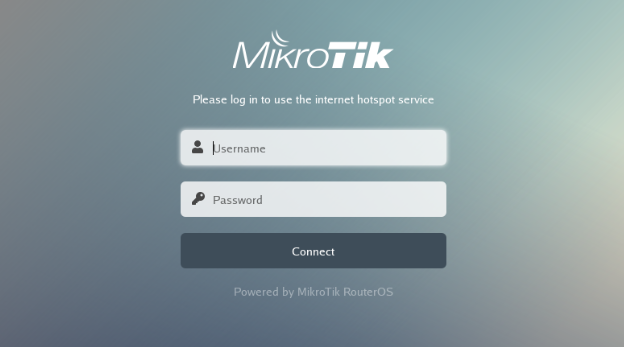 MikroTik
Please log in to use the internet hotspot service
Username
Password
Connect
Powered by MikroTik RouterOS